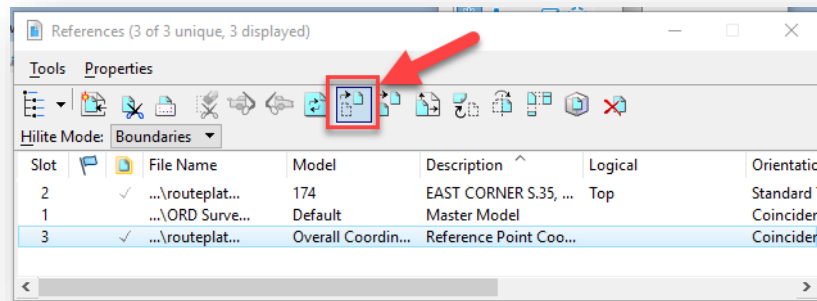 References (3 of 3 unique, 3 displayed)
Tools Properties
Hilite Mode: Boundaries
Slot File Name Model Description Logical Orientatio
2 ...\routeplat... 174 EAST CORNER S.35, ... Top Standard
1 ...\ORD Surve... Default Master Model Coinciden
3 ...\routeplat... Overall Coordin... Reference Point Coo... Coinciden